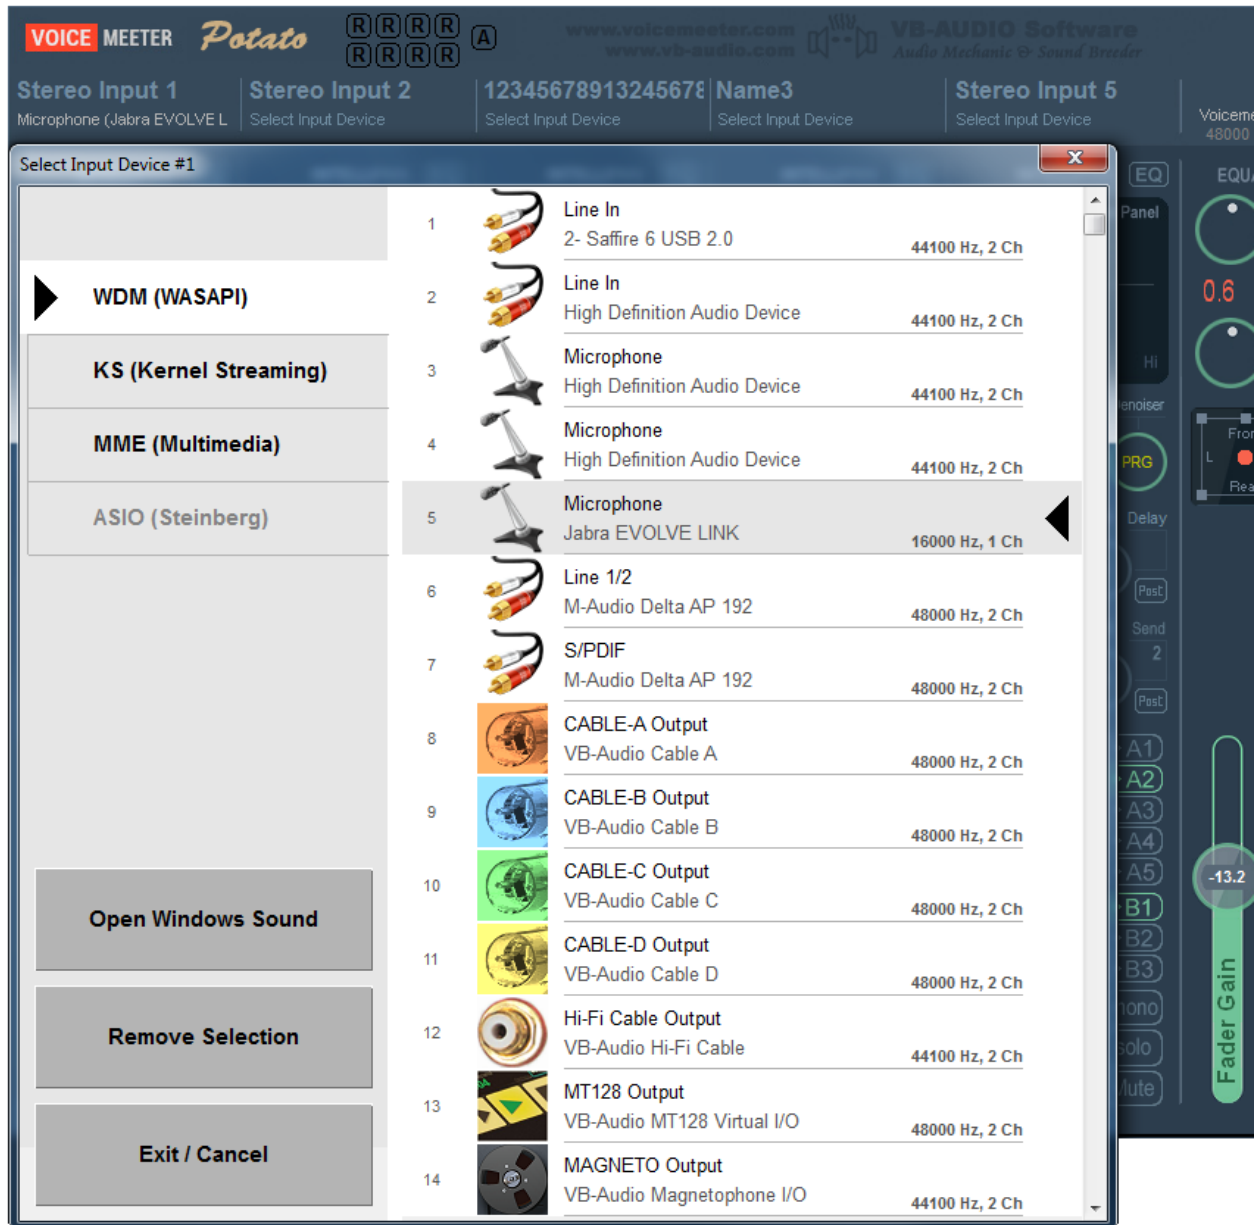 VOICE MEETER Potato R R R R A www.voicemeeter.com VB-AUDIO Software
R R R R www.vb-audio.com Audio Mechanic & Sound Breeder
Stereo Input 1 Stereo Input 2 12345678913245678 Name3 Stereo Input 5
Microphone (Jabra EVOLVE L Select Input Device Select Input Device Select Input Device Select Input Device Voiceme
48000
Select Input Device #1 x
EQ EQUA
Panel
0.6
Hi
enoiser
PRG
Fron
L
Rea
Delay
Post
Send
2
Post
A1
A2
A3
A4
A5
B1
B2
B3
ono
solo
Mute
-13.2
Fader Gain
WDM (WASAPI)
KS (Kernel Streaming)
MME (Multimedia)
ASIO (Steinberg)
Open Windows Sound
Remove Selection
Exit / Cancel
1 Line In
2- Saffire 6 USB 2.0
44100 Hz, 2 Ch
2 Line In
High Definition Audio Device
44100 Hz, 2 Ch
3 Microphone
High Definition Audio Device
44100 Hz, 2 Ch
4 Microphone
High Definition Audio Device
44100 Hz, 2 Ch
5 Microphone
Jabra EVOLVE LINK
16000 Hz, 1 Ch
6 Line 1/2
M-Audio Delta AP 192
48000 Hz, 2 Ch
7 S/PDIF
M-Audio Delta AP 192
48000 Hz, 2 Ch
8 CABLE-A Output
VB-Audio Cable A
48000 Hz, 2 Ch
9 CABLE-B Output
VB-Audio Cable B
48000 Hz, 2 Ch
10 CABLE-C Output
VB-Audio Cable C
48000 Hz, 2 Ch
11 CABLE-D Output
VB-Audio Cable D
48000 Hz, 2 Ch
12 Hi-Fi Cable Output
VB-Audio Hi-Fi Cable
44100 Hz, 2 Ch
13 MT128 Output
VB-Audio MT128 Virtual I/O
48000 Hz, 2 Ch
14 MAGNETO Output
VB-Audio Magnetophone I/O
44100 Hz, 2 Ch